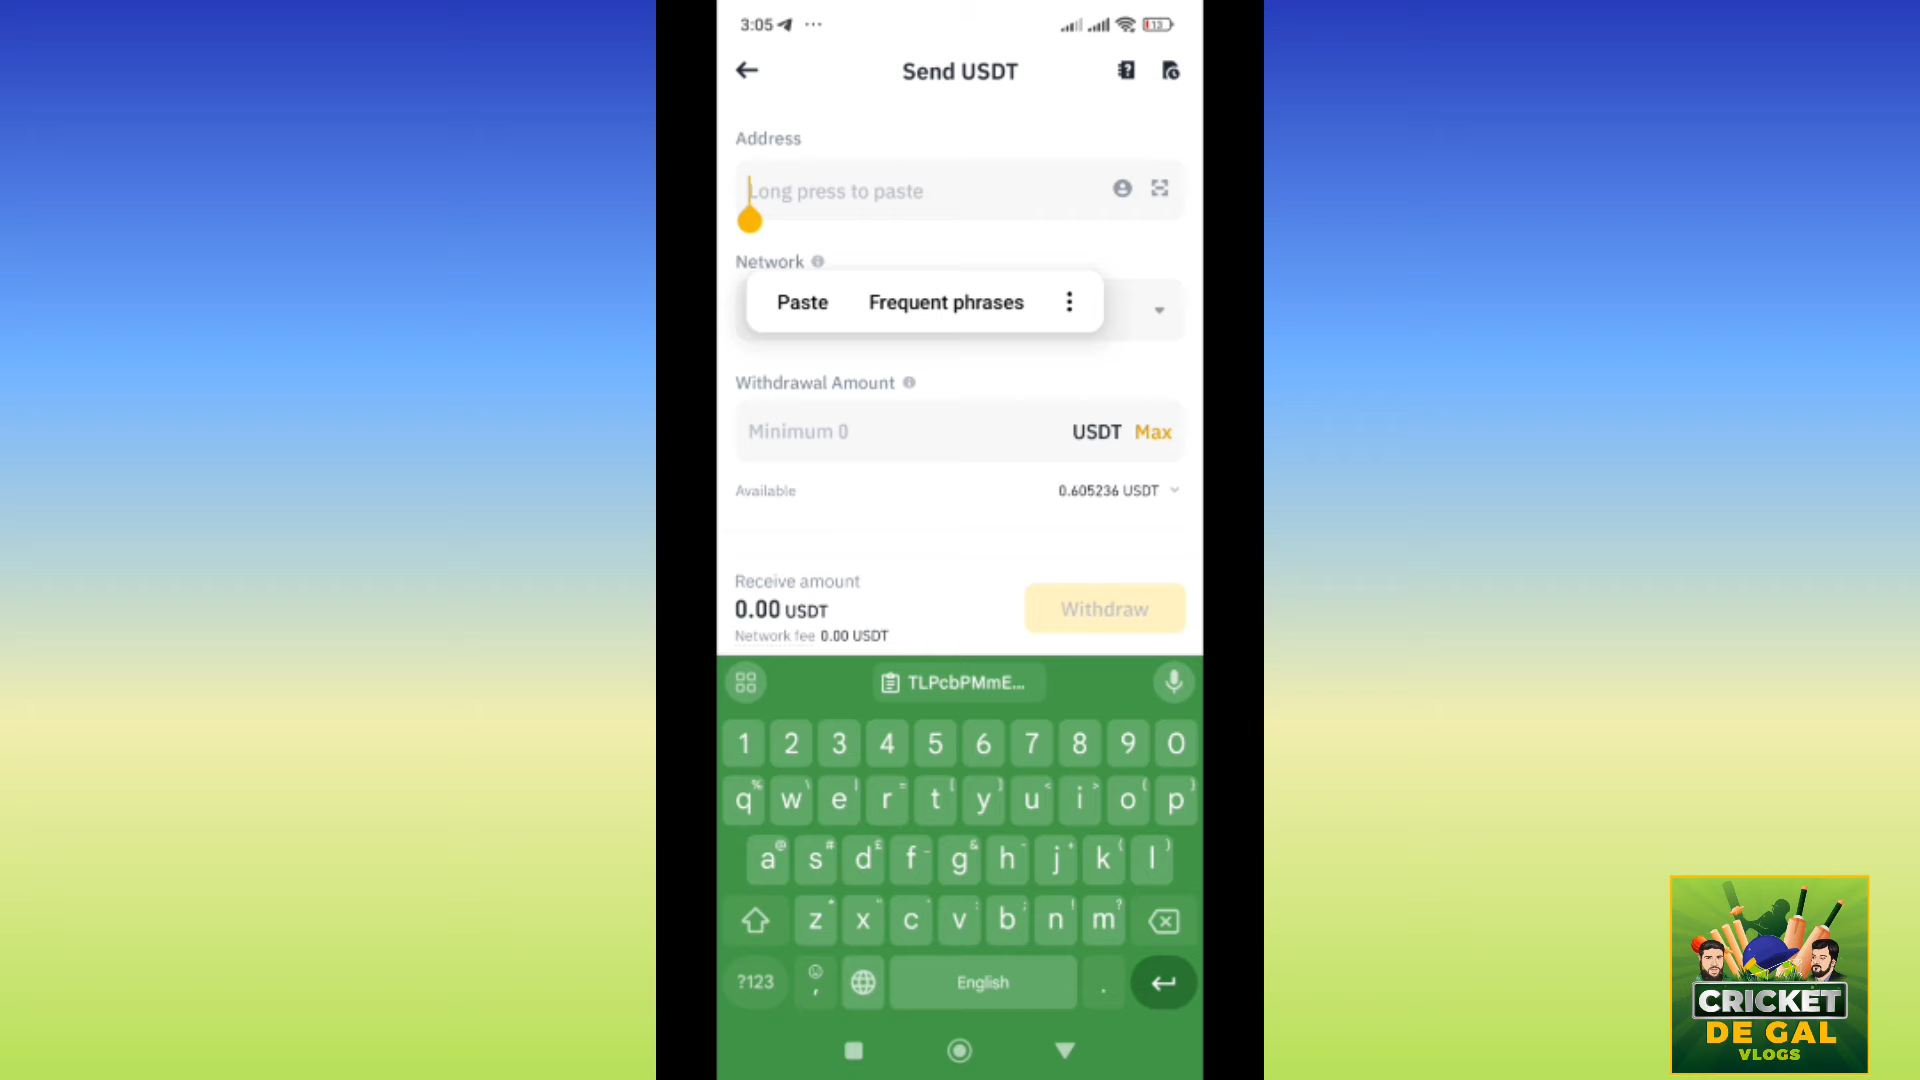 3:05
13
Send USDT
Address
Long press to paste
Network
Paste Frequent phrases
Withdrawal Amount
Minimum 0 USDT Max
Available 0.605236 USDT
Receive amount
0.00 USDT
Withdraw
Network fee 0.00 USDT
TLPcbPMmE...
1 2 3 4 5 6 7 8 9 0
q w e r t y u i o p
a s d f g h j k l
z x c v b n m
?123 , English .
CRICKET
DE GAL
VLOGS